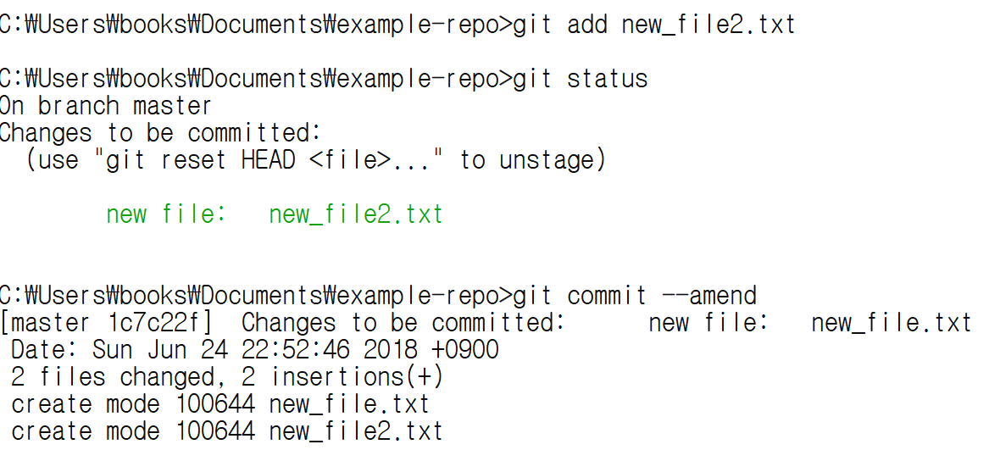 C:₩Users₩books₩Documents₩example-repo>git add new_file2.txt
C:₩Users₩books₩Documents₩example-repo>git status
On branch master
Changes to be committed:
  (use "git reset HEAD <file>..." to unstage)
        new file:   new_file2.txt
C:₩Users₩books₩Documents₩example-repo>git commit --amend
[master 1c7c22f]  Changes to be committed:      new file:   new_file.txt
 Date: Sun Jun 24 22:52:46 2018 +0900
 2 files changed, 2 insertions(+)
 create mode 100644 new_file.txt
 create mode 100644 new_file2.txt